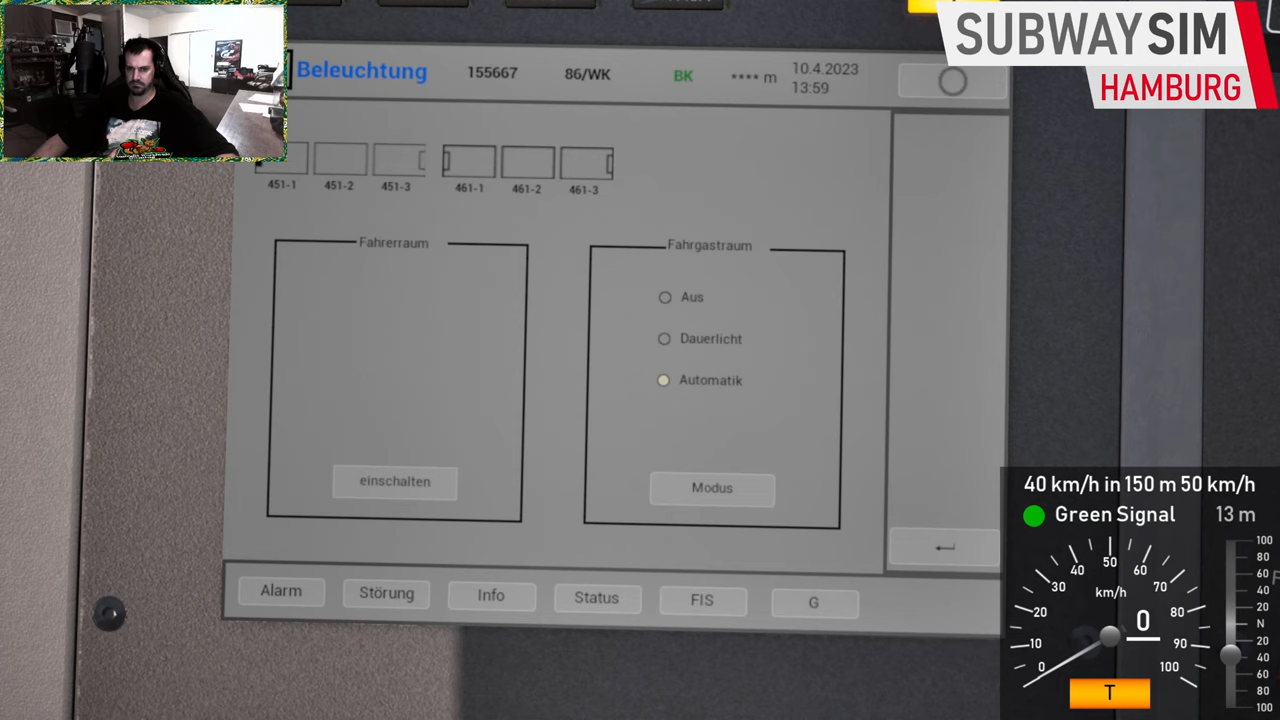 SUBWAYSIM
HAMBURG
Beleuchtung 155667 86/WK BK **** m 10.4.2023
13:59
451-1 451-2 451-3 461-1 461-2 461-3
Fahrerraum
einschalten
Fahrgastraum
Aus
Dauerlicht
Automatik
Modus
Alarm Störung Info Status FIS G
40 km/h in 150 m 50 km/h
Green Signal 13 m
0 10 20 30 40 50 60 70 80 90 100
km/h
0
T
100
80
60
40
20
N
20
40
60
80
100